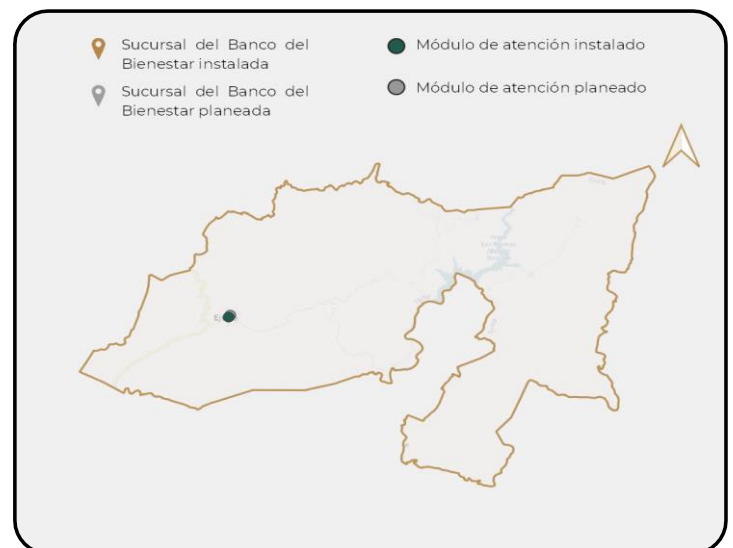 Sucursal del Banco del
Bienestar instalada
Sucursal del Banco del
Bienestar planeada
Módulo de atención instalado
Módulo de atención planeado
Ej